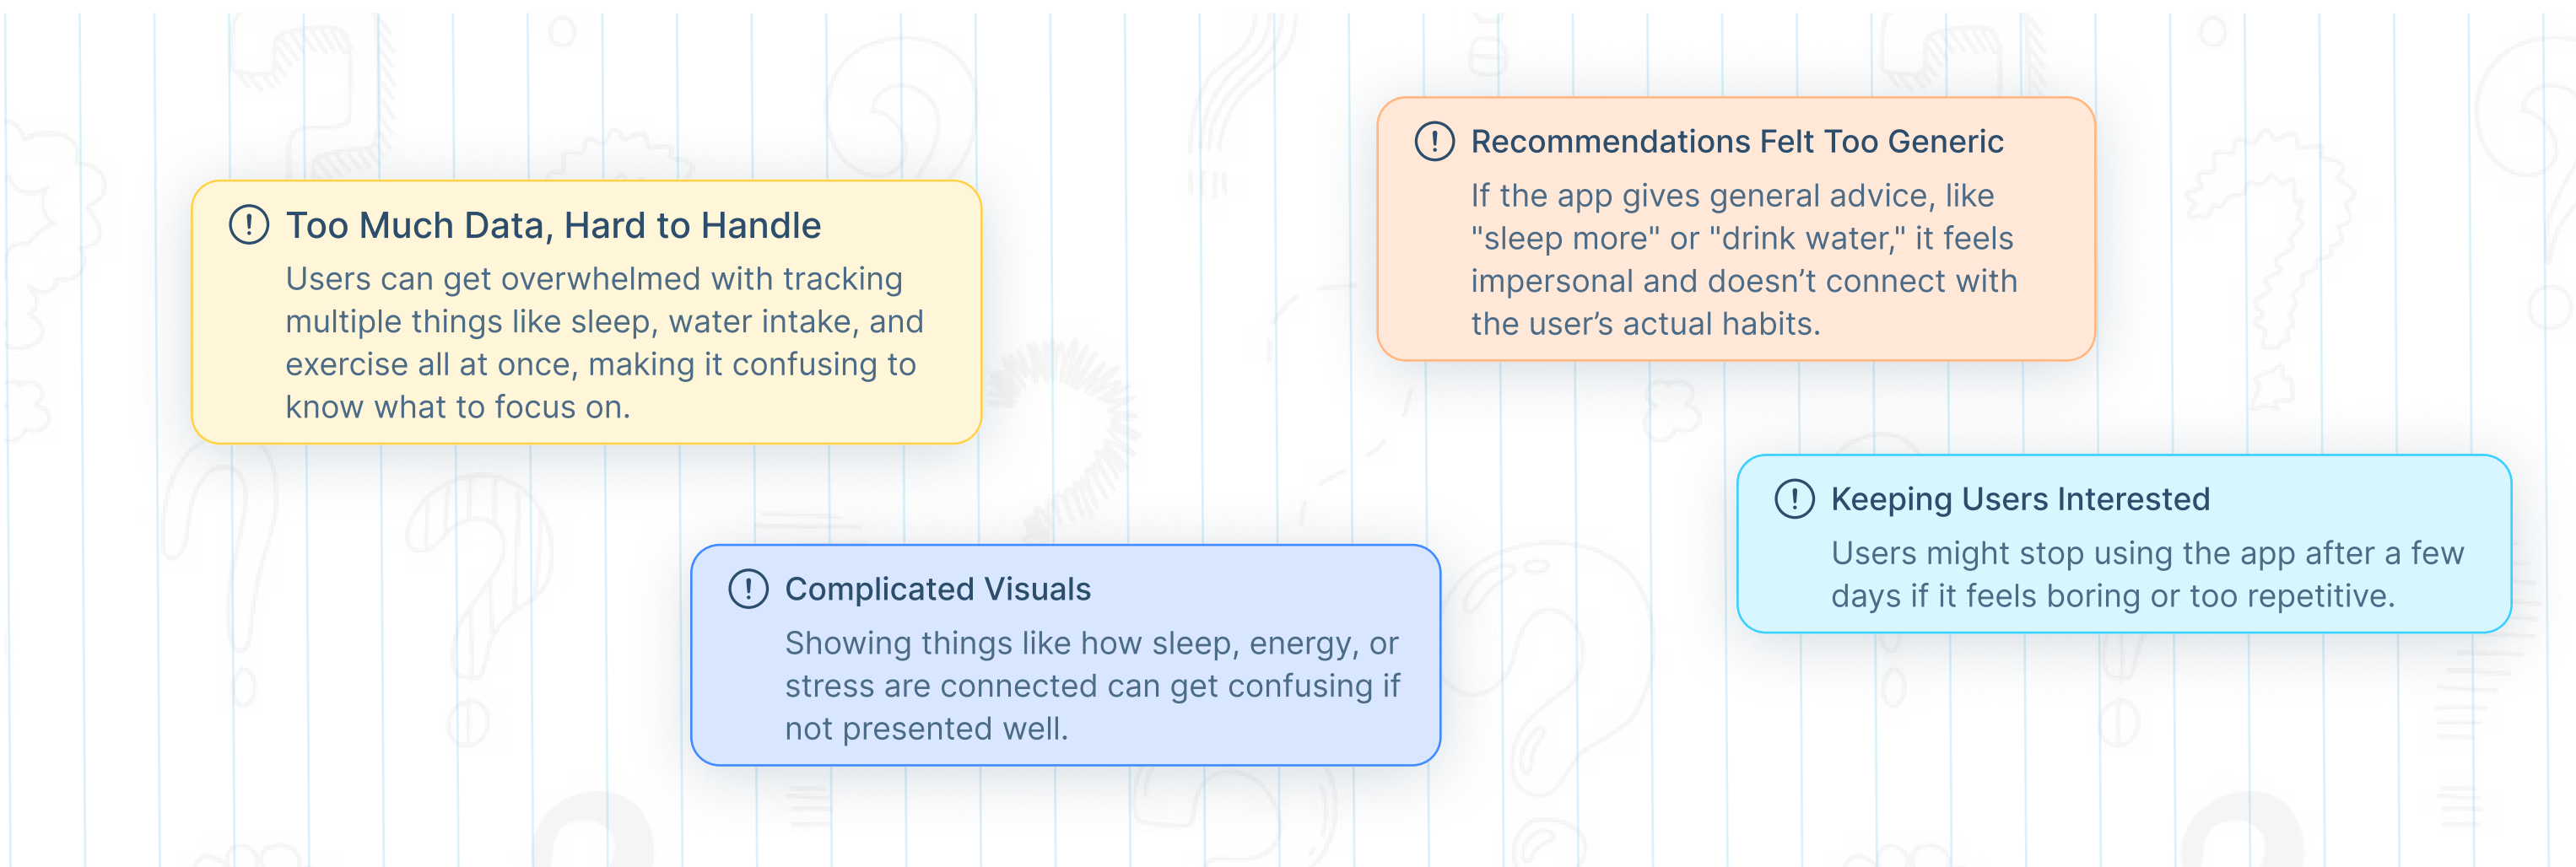 Too Much Data, Hard to Handle
Users can get overwhelmed with tracking
multiple things like sleep, water intake, and
exercise all at once, making it confusing to
know what to focus on.
Recommendations Felt Too Generic
If the app gives general advice, like
"sleep more" or "drink water," it feels
impersonal and doesn’t connect with
the user’s actual habits.
Complicated Visuals
Showing things like how sleep, energy, or
stress are connected can get confusing if
not presented well.
Keeping Users Interested
Users might stop using the app after a few
days if it feels boring or too repetitive.